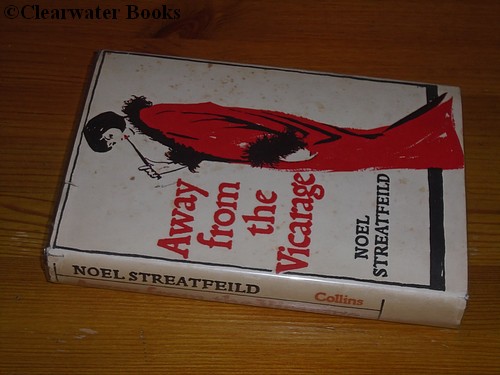 ©Clearwater Books
Away
from
the
Vicarage
NOEL
STREATFEILD
NOEL STREATFEILD
Collins